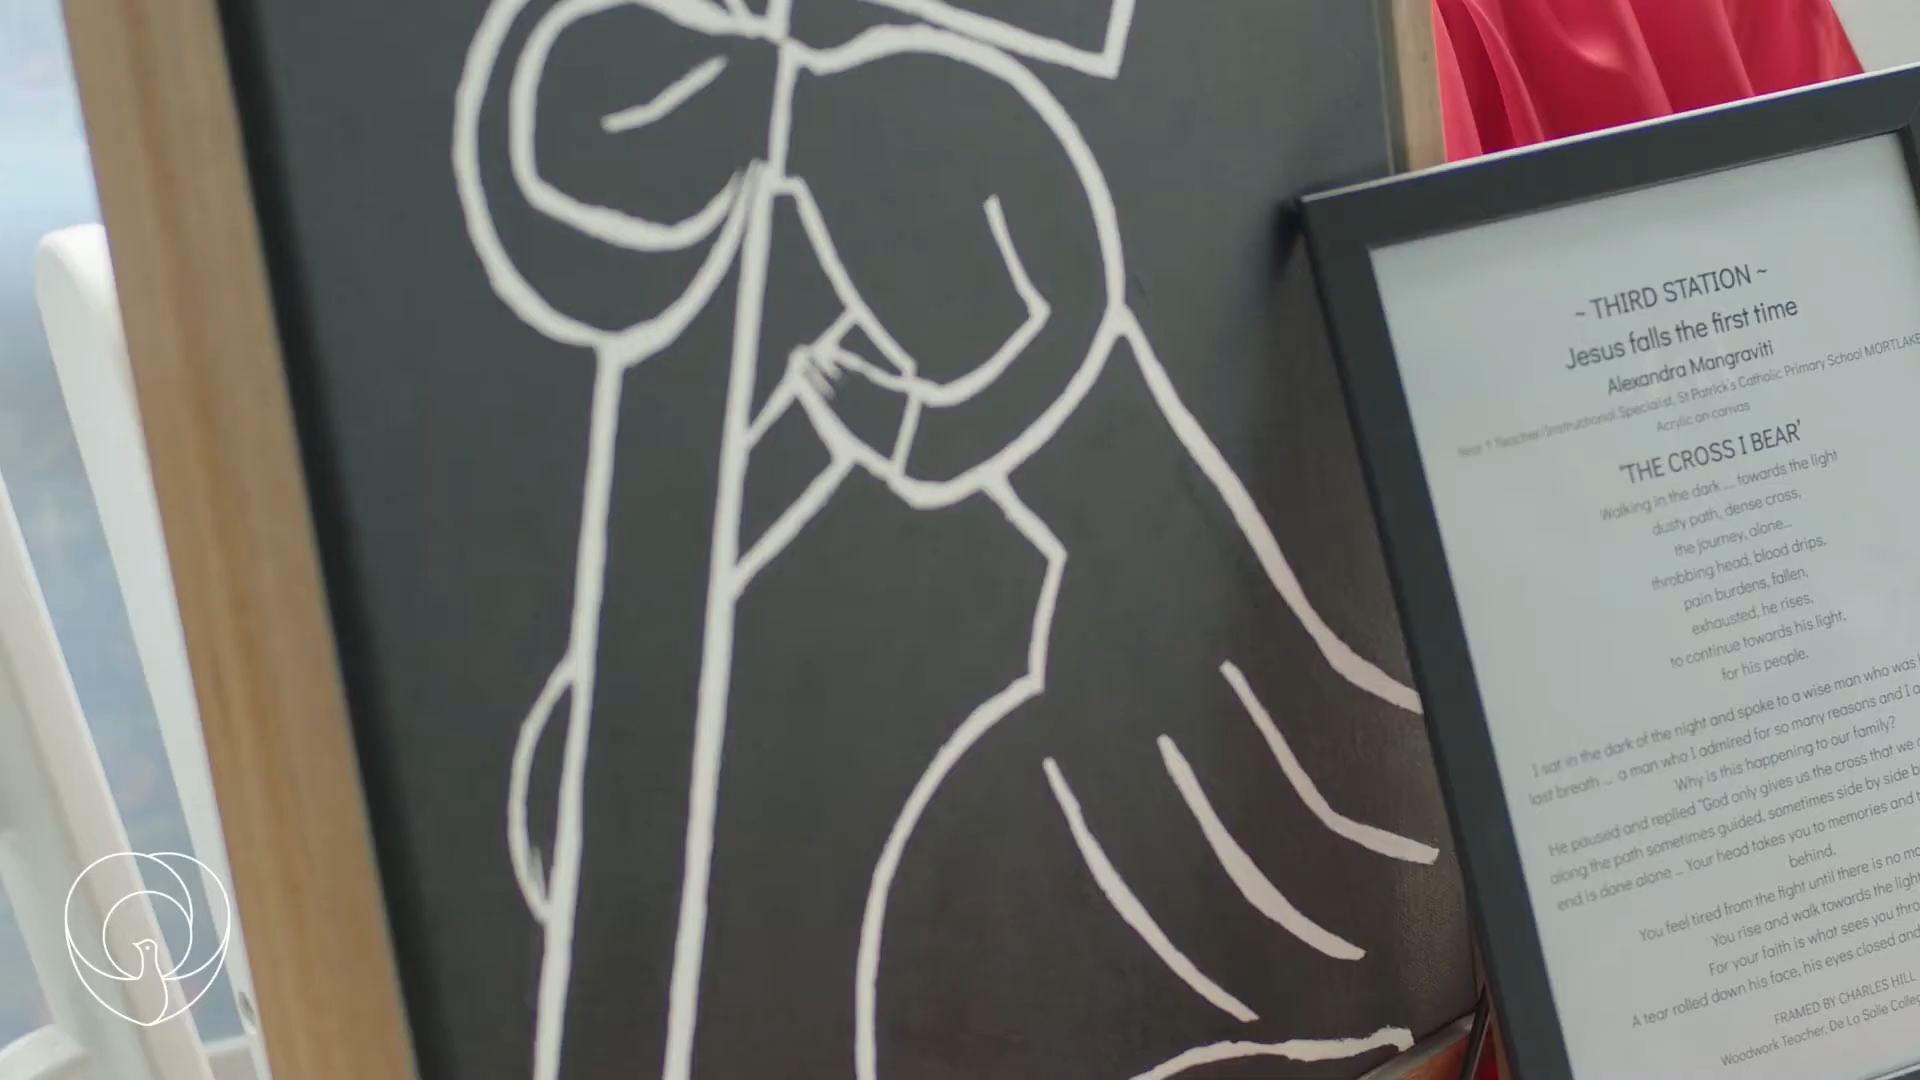 ~ THIRD STATION ~
Jesus falls the first time
Alexandra Mangraviti
Year 1 Teacher/Instructional Specialist, St Patrick's Catholic Primary School MORTLAKE
Acrylic on canvas
'THE CROSS I BEAR'
Walking in the dark ... towards the light
dusty path, dense cross,
the journey, alone...
throbbing head, blood drips,
pain burdens, fallen,
exhausted, he rises,
to continue towards his light,
for his people.
I sat in the dark of the night and spoke to a wise man who was
last breath ... a man who I admired for so many reasons and I
Why is this happening to our family?
He paused and replied "God only gives us the cross that we
along the path sometimes guided, sometimes side by side
end is done alone ... Your head takes you to memories and
behind.
You feel tired from the fight until there is no
You rise and walk towards the light
For your faith is what sees you
A tear rolled down his face, his eyes closed and
FRAMED BY CHARLES HILL
Woodwork Teacher, De La Salle